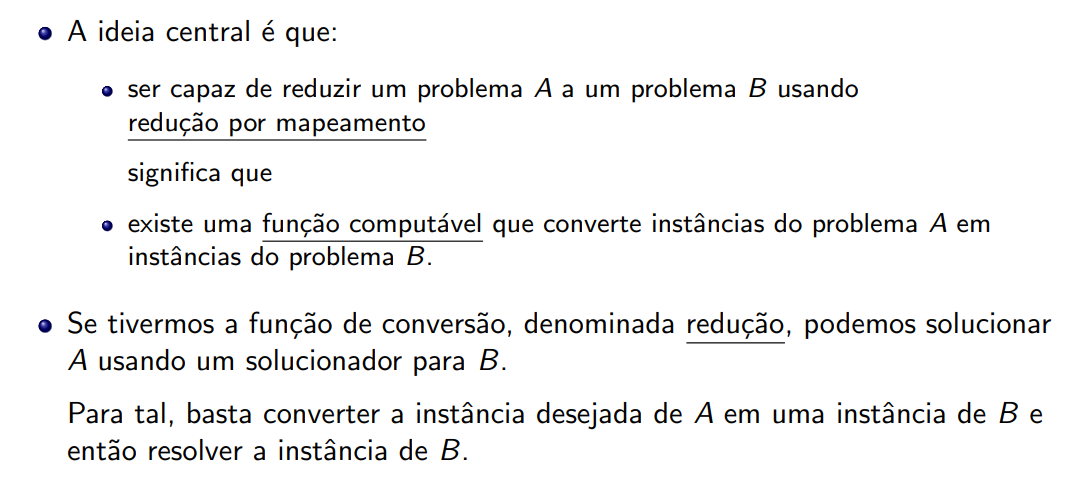 A ideia central é que:
ser capaz de reduzir um problema A a um problema B usando
redução por mapeamento
significa que
existe uma função computável que converte instâncias do problema A em
instâncias do problema B.
Se tivermos a função de conversão, denominada redução, podemos solucionar
A usando um solucionador para B.
Para tal, basta converter a instância desejada de A em uma instância de B e
então resolver a instância de B.